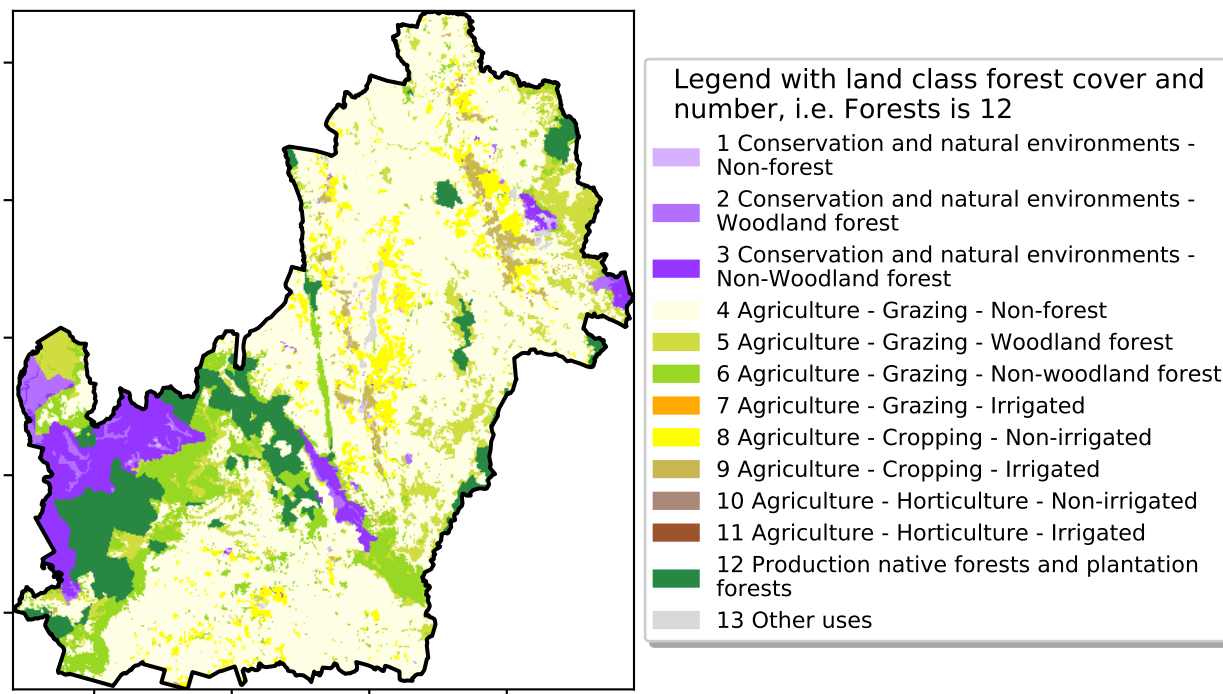 Legend with land class forest cover and
number, i.e. Forests is 12
1 Conservation and natural environments -
Non-forest
2 Conservation and natural environments -
Woodland forest
3 Conservation and natural environments -
Non-Woodland forest
4 Agriculture - Grazing - Non-forest
5 Agriculture - Grazing - Woodland forest
6 Agriculture - Grazing - Non-woodland forest
7 Agriculture - Grazing - Irrigated
8 Agriculture - Cropping - Non-irrigated
9 Agriculture - Cropping - Irrigated
10 Agriculture - Horticulture - Non-irrigated
11 Agriculture - Horticulture - Irrigated
12 Production native forests and plantation
forests
13 Other uses